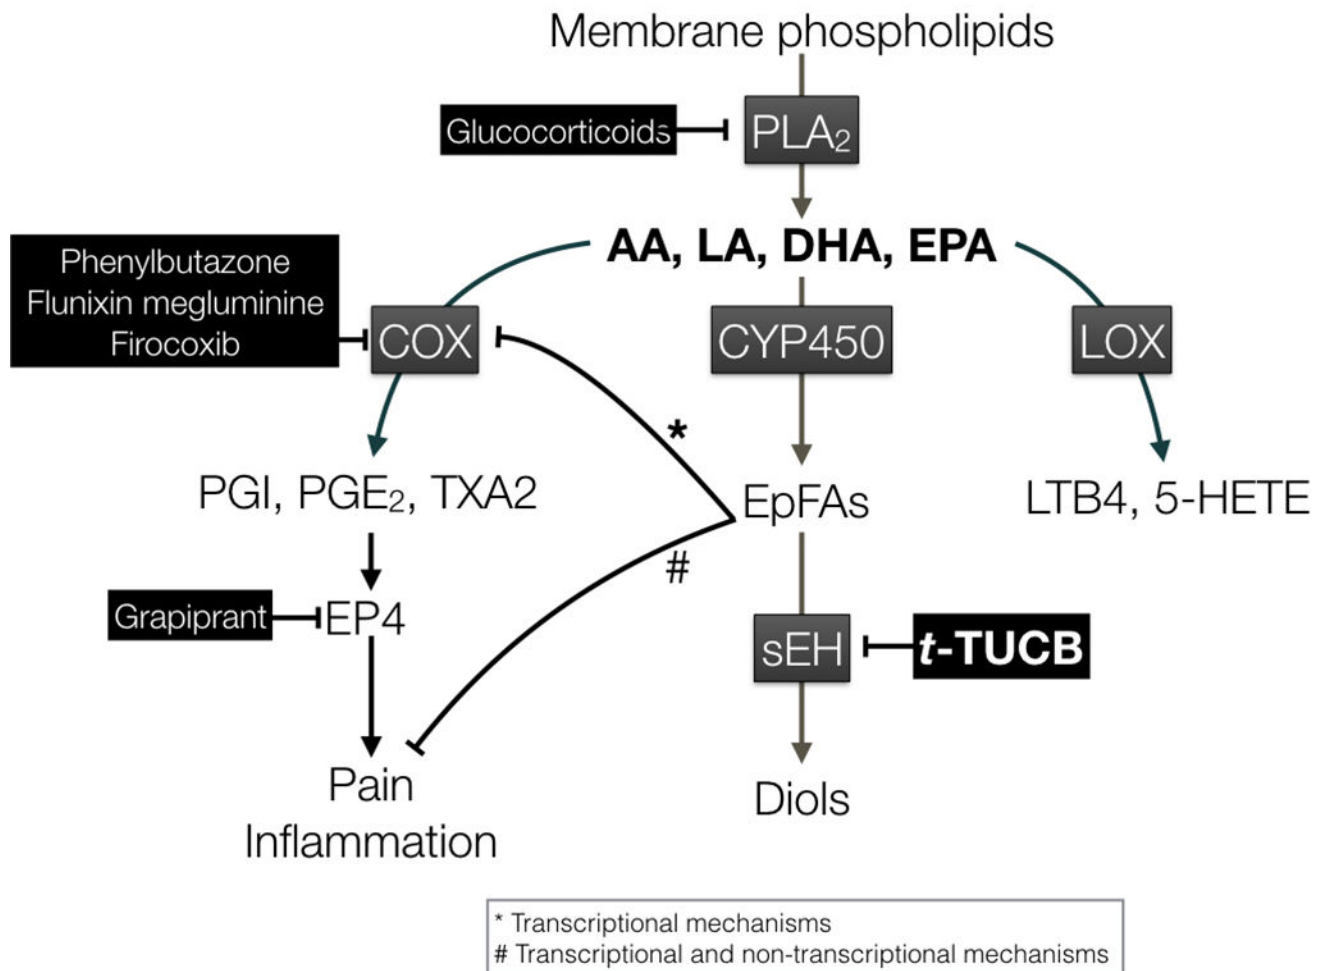 Membrane phospholipids
Glucocorticoids
PLA₂
AA, LA, DHA, EPA
Phenylbutazone
Flunixin megluminine
Firocoxib
COX
CYP450
LOX
*
PGI, PGE₂, TXA2
EpFAs
LTB4, 5-HETE
#
Grapiprant
EP4
sEH
t-TUCB
Pain
Inflammation
Diols
* Transcriptional mechanisms
# Transcriptional and non-transcriptional mechanisms